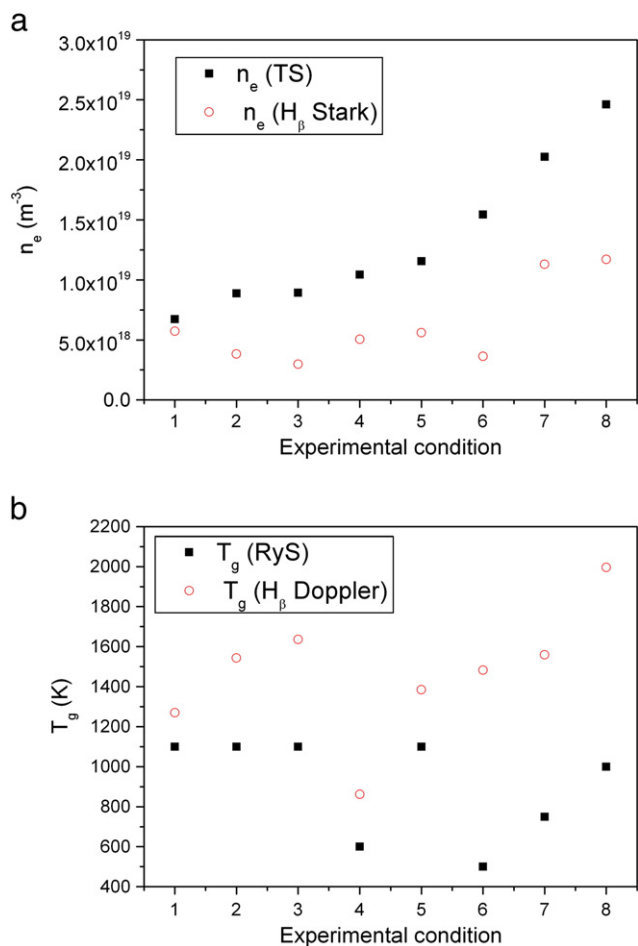 a
3.0x10^19
2.5x10^19
2.0x10^19
1.5x10^19
1.0x10^19
5.0x10^18
0.0
n_e (m^-3)
n_e (TS)
n_e (H_β Stark)
1 2 3 4 5 6 7 8
Experimental condition
b
2200
2000
1800
1600
1400
1200
1000
800
600
400
T_g (K)
T_g (RyS)
T_g (H_β Doppler)
1 2 3 4 5 6 7 8
Experimental condition